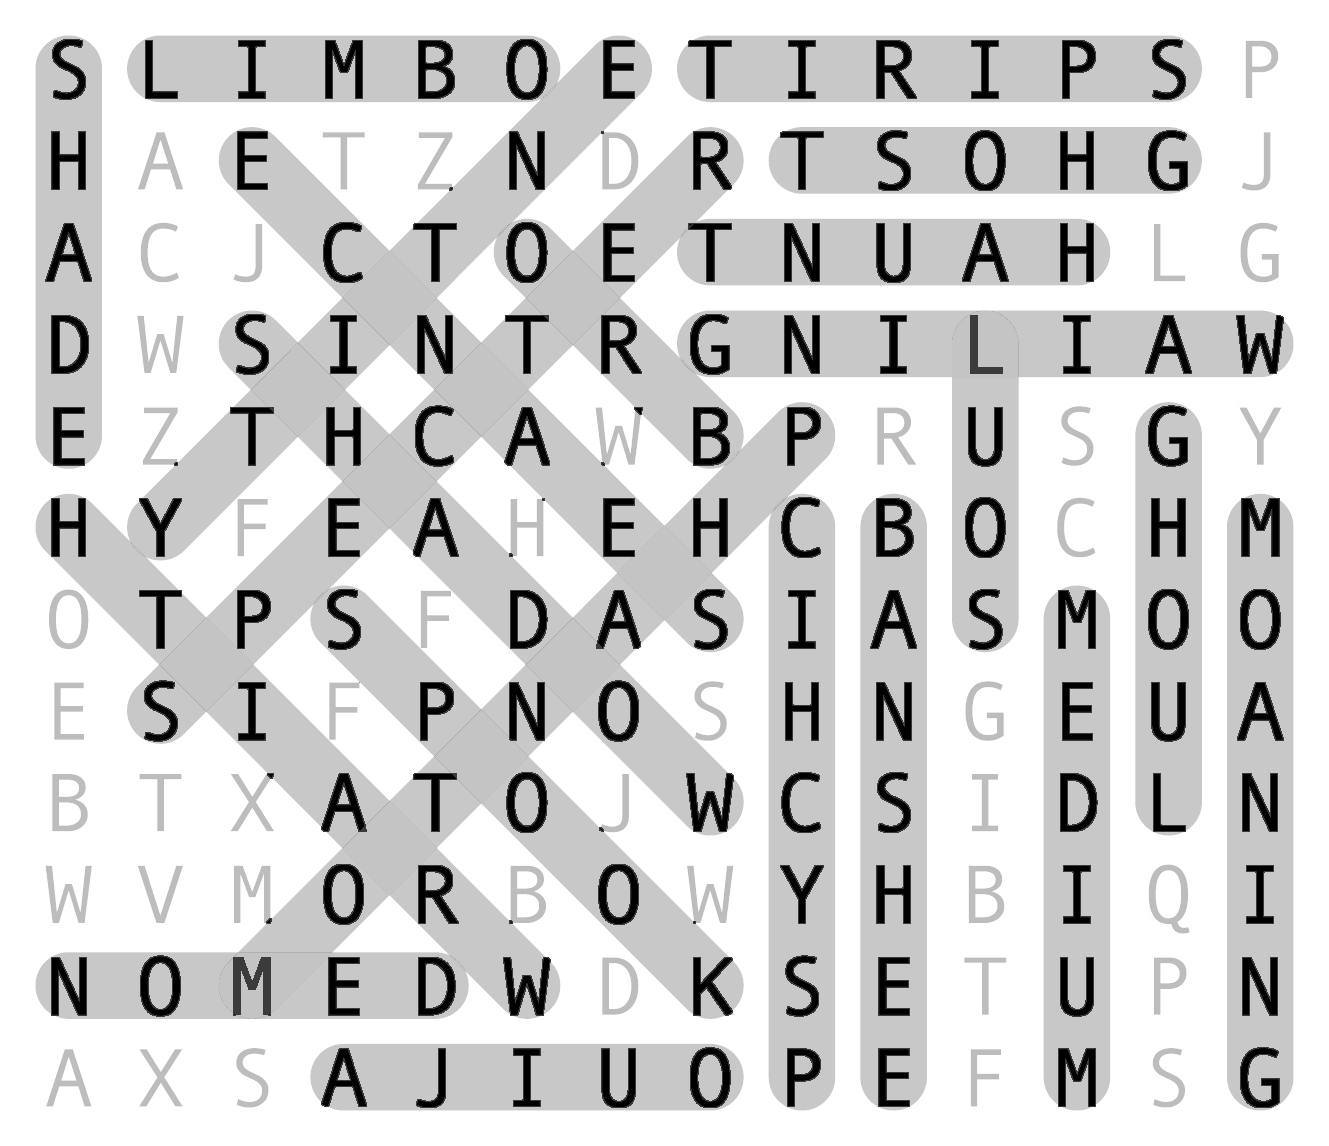 S L I M B O E T I R I P S P
H A E T Z N D R T S O H G J
A C J C T O E T N U A H L G
D W S I N T R G N I L I A W
E Z T H C A W B P R U S G Y
H Y F E A H E H C B O C H M
O T P S F D A S I A S M O O
E S I F P N O S H N G E U A
B T X A T O J W C S I D L N
W V M O R B O W Y H B I Q I
N O M E D W D K S E T U P N
A X S A J I U O P E F M S G